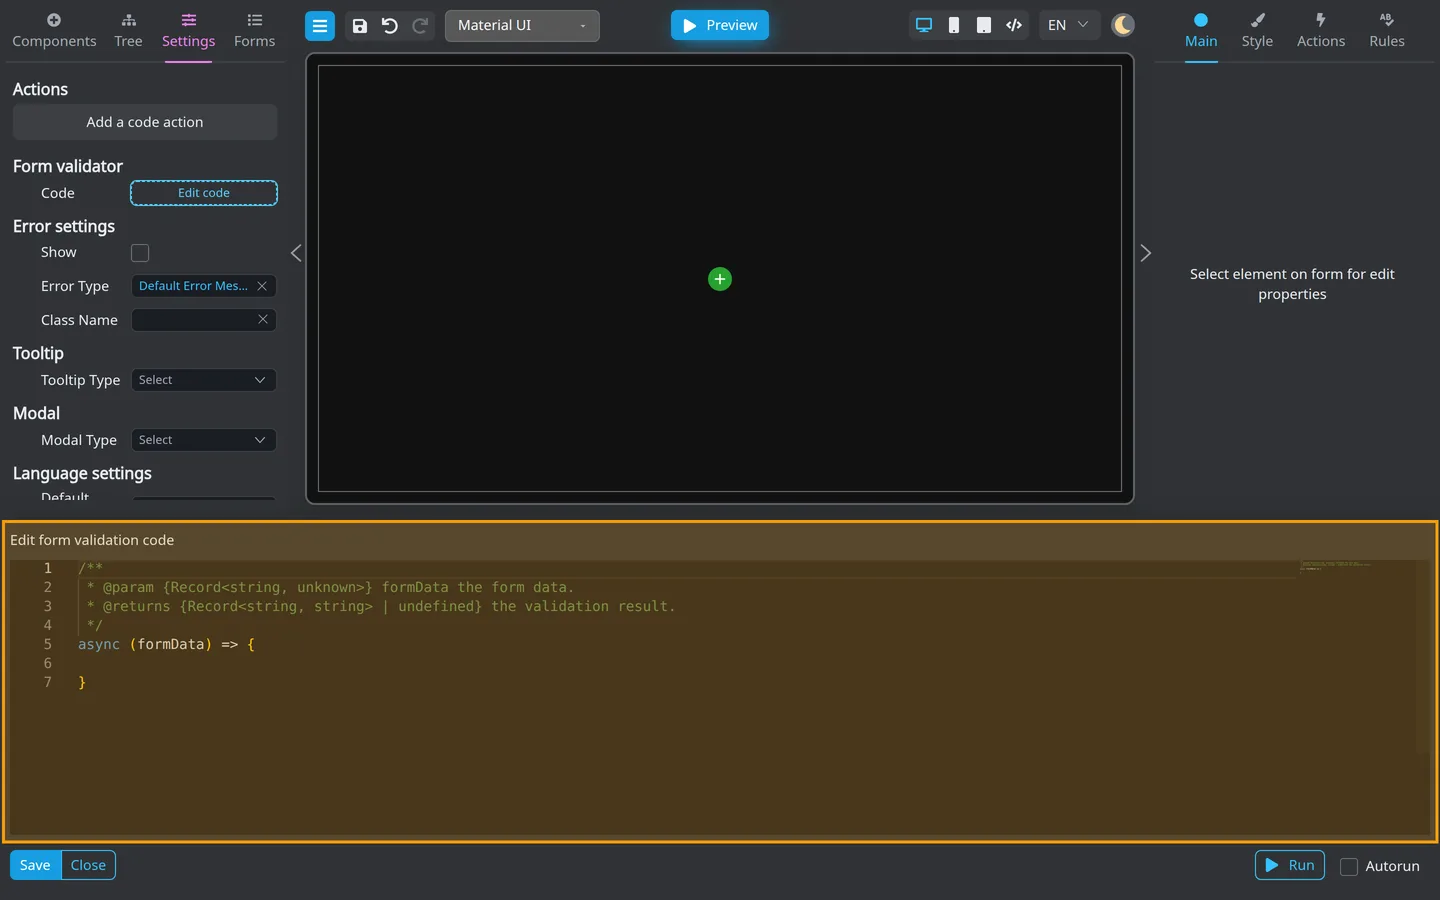 Components
Tree
Settings
Forms
Material UI
Preview
EN
Main
Style
Actions
Rules
Actions
Add a code action
Form validator
Code
Edit code
Error settings
Show
Error Type
Default Error Mes...
Class Name
Tooltip
Tooltip Type
Select
Modal
Modal Type
Select
Language settings
Default
Select element on form for edit
properties
Edit form validation code
1 /**
2 * @param {Record<string, unknown>} formData the form data.
3 * @returns {Record<string, string> | undefined} the validation result.
4 */
5 async (formData) => {
6
7 }
Save
Close
Run
Autorun